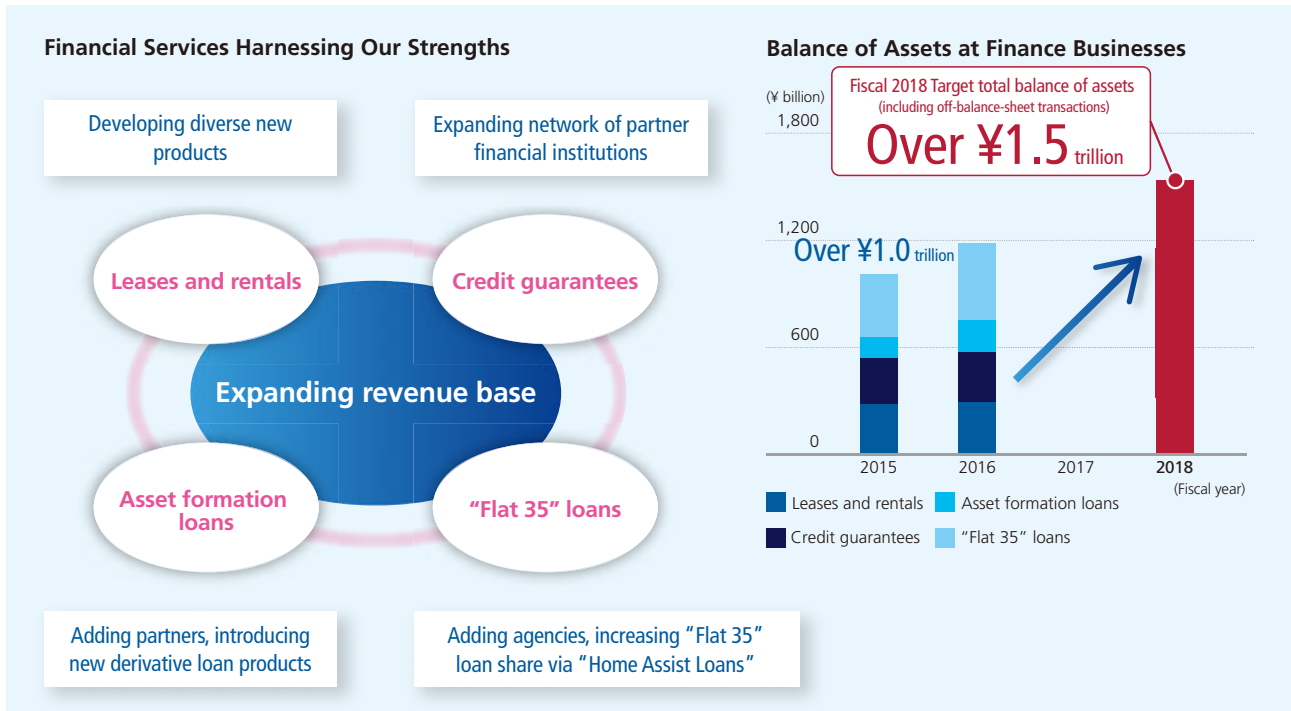 Financial Services Harnessing Our Strengths
Developing diverse new
products
Expanding network of partner
financial institutions
Leases and rentals
Credit guarantees
Expanding revenue base
Asset formation
loans
“Flat 35” loans
Adding partners, introducing
new derivative loan products
Adding agencies, increasing “Flat 35”
loan share via “Home Assist Loans”
Balance of Assets at Finance Businesses
(¥ billion)
Fiscal 2018 Target total balance of assets
(including off-balance-sheet transactions)
Over ¥1.5 trillion
1,800
1,200
Over ¥1.0 trillion
600
0
2015
2016
2017
2018
(Fiscal year)
Leases and rentals
Asset formation loans
Credit guarantees
“Flat 35” loans